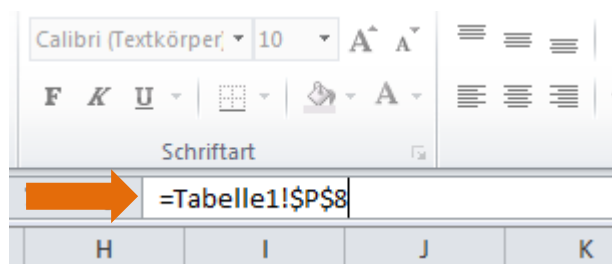 Calibri (Textkörper) 10 A A
F K U A
Schriftart
=Tabelle1!$P$8
H I J K